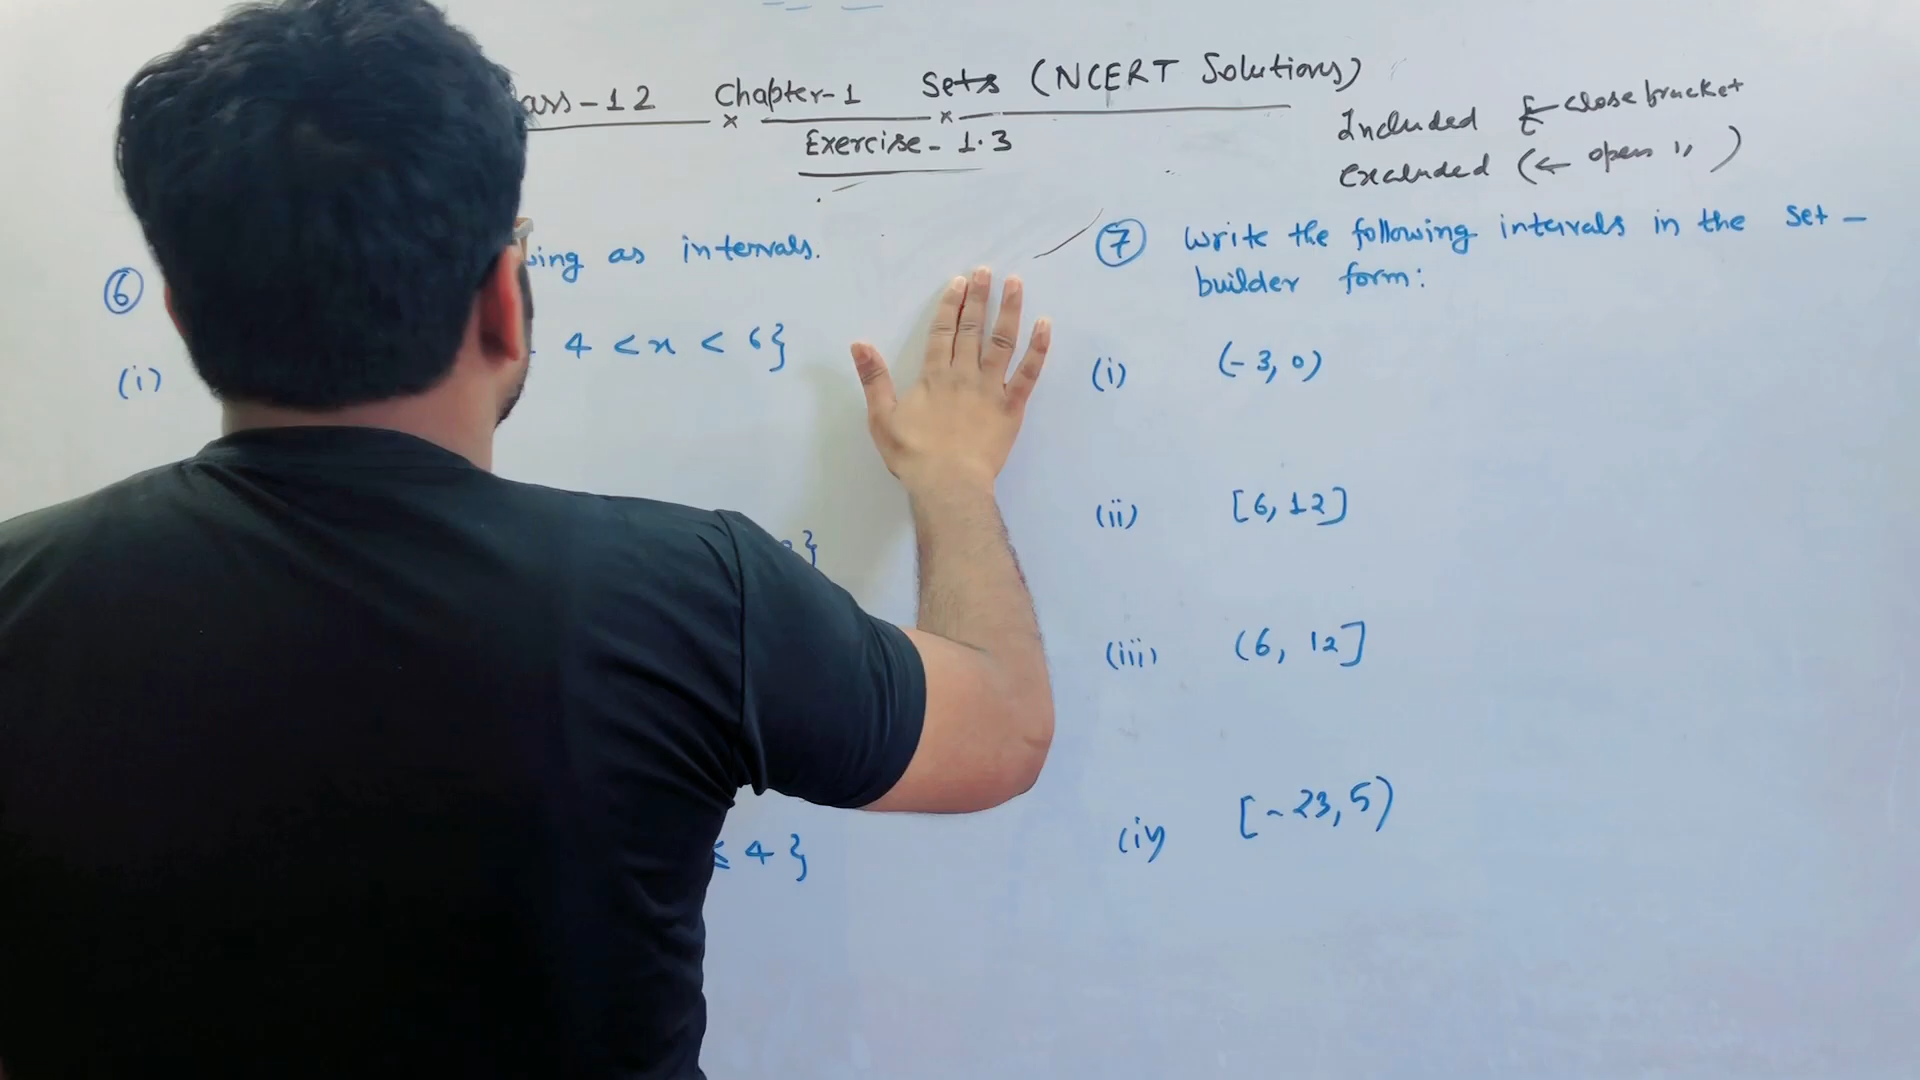 Class-12 Chapter-1 Sets (NCERT Solutions)
Exercise - 1.3
Included [ ← close bracket
Excluded ( ← open ,, )
6 as intervals.
(i) 4 < x < 6}
}
≤ 4 }
7 Write the following intervals in the set -
builder form:
(i) (- 3, 0)
(ii) [6, 12]
(iii) (6, 12]
(iv) [- 23, 5)